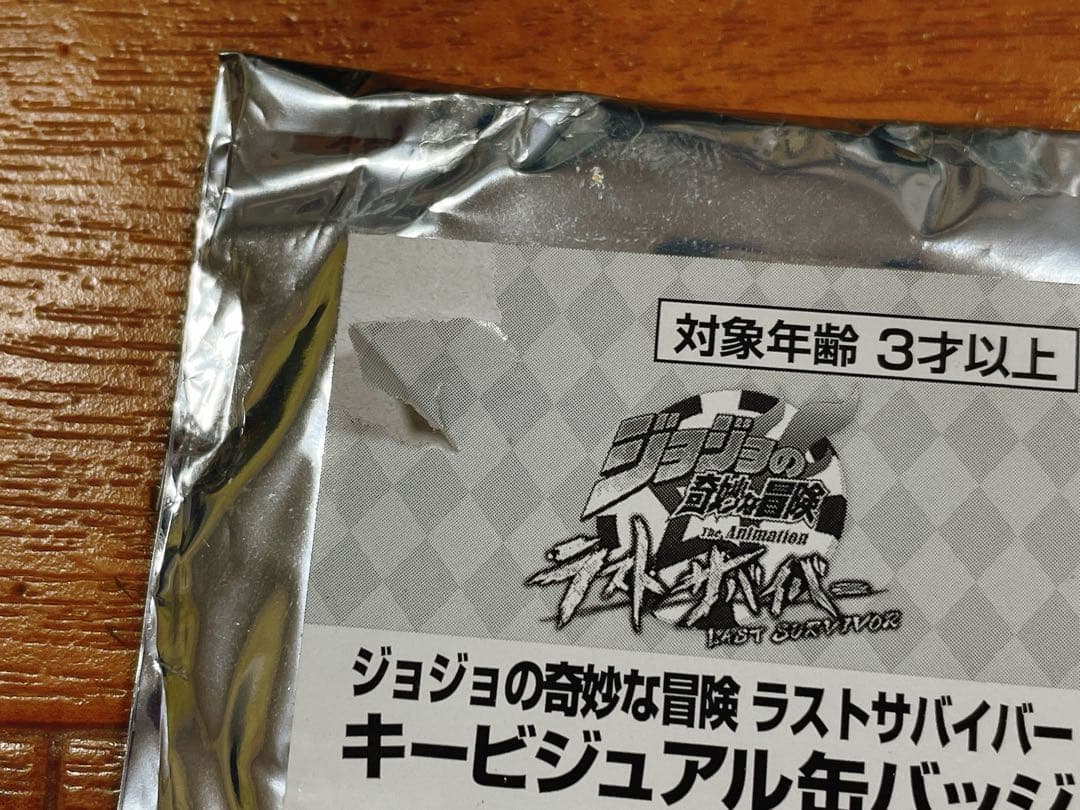 対象年齢 3才以上
ジョジョの
奇妙な冒険
The Animation
ラストサバイバー
LAST SURVIVOR
ジョジョの奇妙な冒険 ラストサバイバー
キービジュアル缶バッジ